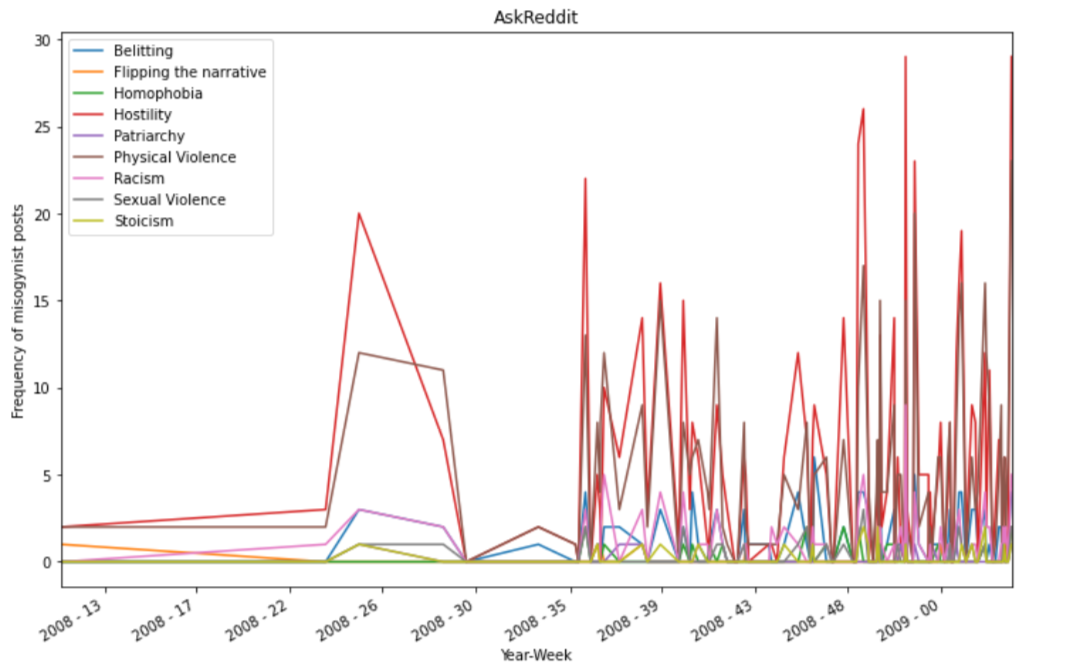 AskReddit
30
25
20
15
10
5
0
Frequency of misogynist posts
Belitting
Flipping the narrative
Homophobia
Hostility
Patriarchy
Physical Violence
Racism
Sexual Violence
Stoicism
2008 - 13
2008 - 17
2008 - 22
2008 - 26
2008 - 30
2008 - 35
2008 - 39
2008 - 43
2008 - 48
2009 - 00
Year-Week